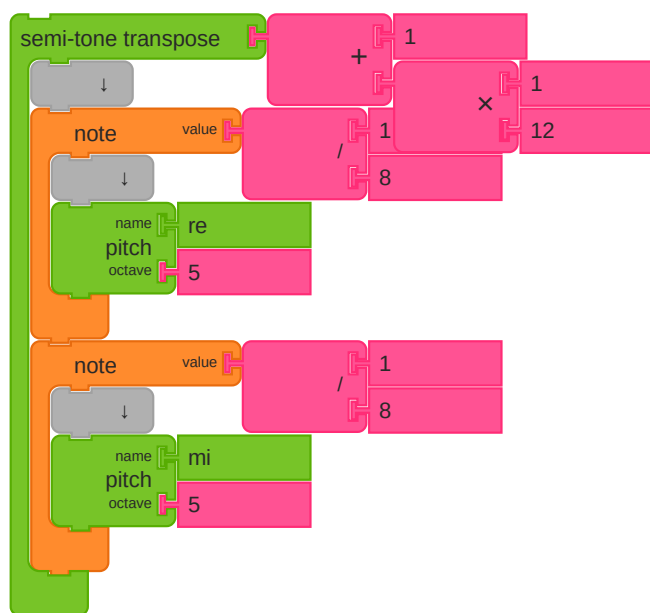 semi-tone transpose + 1
↓ × 1
note value / 1 12
8
↓
name re
pitch
octave 5
note value / 1
8
↓
name mi
pitch
octave 5